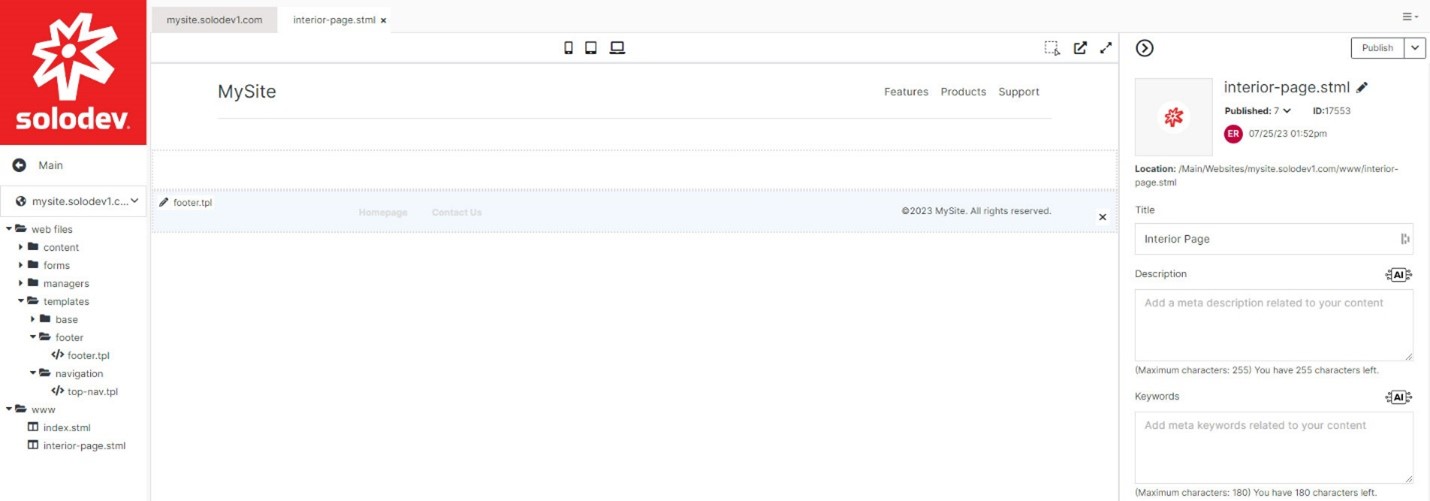 solodev
Main
mysite.solodev1.c...
web files
content
forms
managers
templates
base
footer
footer.tpl
navigation
top-nav.tpl
www
index.stml
interior-page.stml
mysite.solodev1.com
interior-page.stml ×
MySite
Features Products Support
footer.tpl
Homepage Contact Us
©2023 MySite. All rights reserved.
Publish
interior-page.stml
Published: 7
ID:17553
ER 07/25/23 01:52pm
Location: /Main/Websites/mysite.solodev1.com/www/interior-
page.stml
Title
Interior Page
Description
AI
Add a meta description related to your content
(Maximum characters: 255) You have 255 characters left.
Keywords
AI
Add meta keywords related to your content
(Maximum characters: 180) You have 180 characters left.